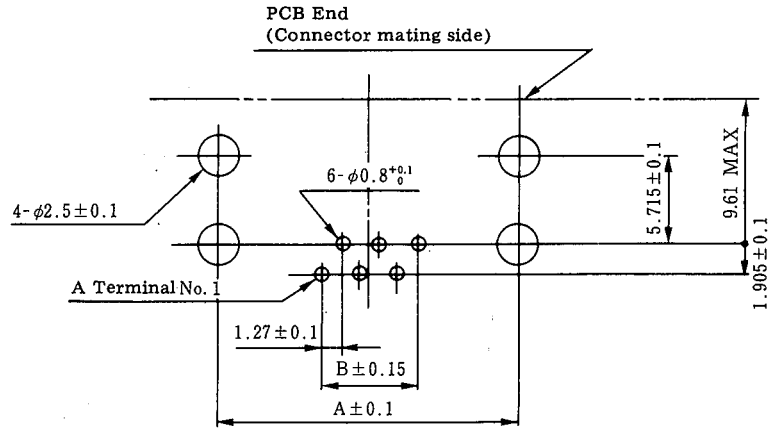 PCB End
(Connector mating side)
6-φ0.8+0.1 0
4-φ2.5±0.1
5.715±0.1
9.61 MAX
1.905±0.1
A Terminal No. 1
1.27±0.1
B±0.15
A±0.1